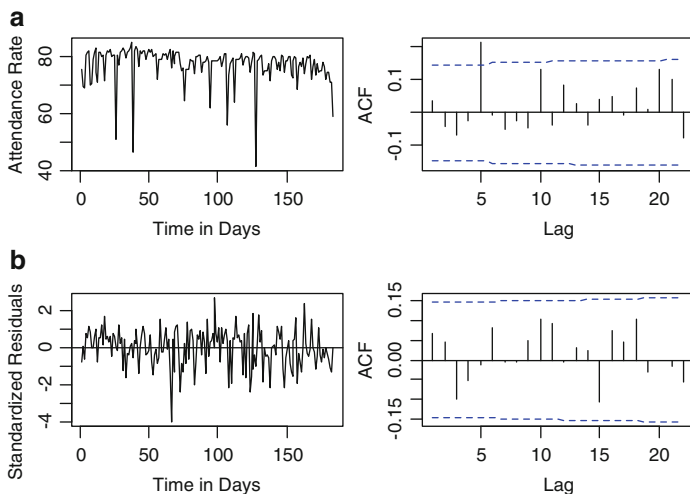 a
Attendance Rate
80
60
40
0 50 100 150
Time in Days
ACF
0.1
-0.1
5 10 15 20
Lag
b
Standardized Residuals
2
0
-2
-4
0 50 100 150
Time in Days
ACF
0.15
0.00
-0.15
5 10 15 20
Lag